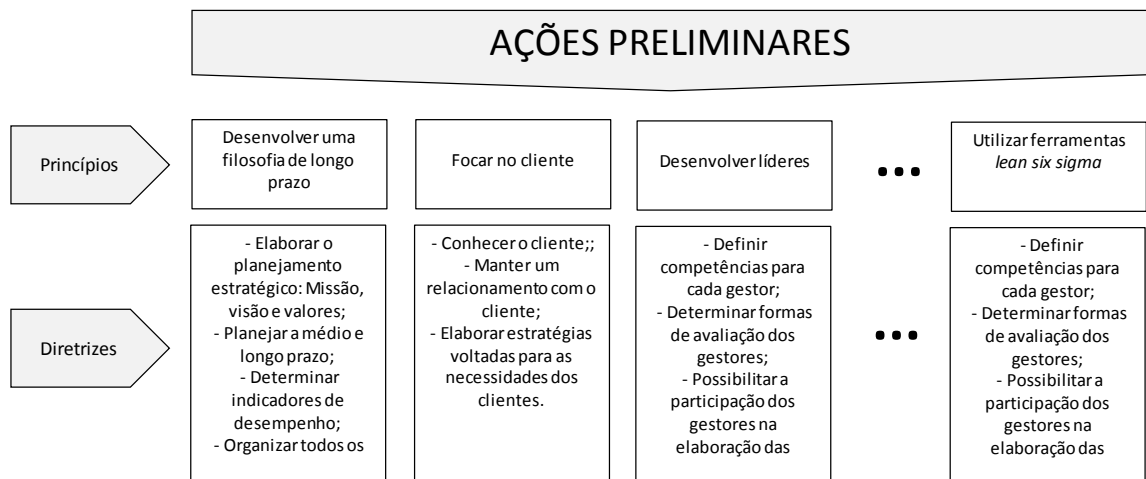 AÇÕES PRELIMINARES
Princípios
Desenvolver uma
filosofia de longo
prazo
Focar no cliente
Desenvolver líderes
...
Utilizar ferramentas
lean six sigma
Diretrizes
- Elaborar o
planejamento
estratégico: Missão,
visão e valores;
- Planejar a médio e
longo prazo;
- Determinar
indicadores de
desempenho;
- Organizar todos os
- Conhecer o cliente;;
- Manter um
relacionamento com o
cliente;
- Elaborar estratégias
voltadas para as
necessidades dos
clientes.
- Definir
competências para
cada gestor;
- Determinar formas
de avaliação dos
gestores;
- Possibilitar a
participação dos
gestores na
elaboração das
...
- Definir
competências para
cada gestor;
- Determinar formas
de avaliação dos
gestores;
- Possibilitar a
participação dos
gestores na
elaboração das